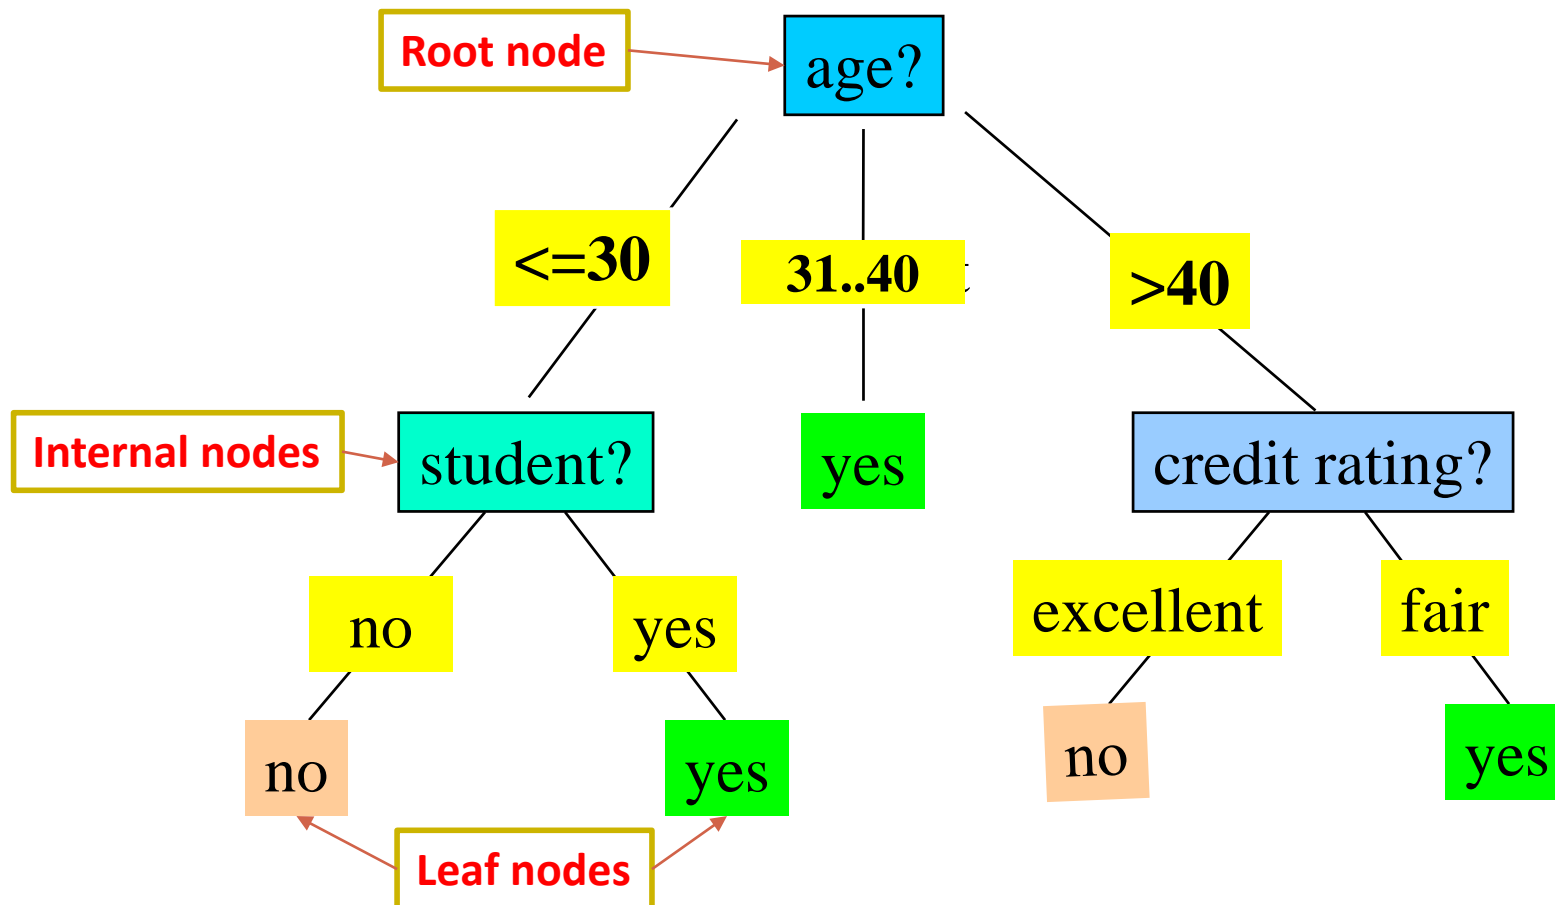 Root node
age?
<=30
31..40
>40
Internal nodes
student?
yes
credit rating?
no
yes
excellent
fair
no
yes
no
yes
Leaf nodes